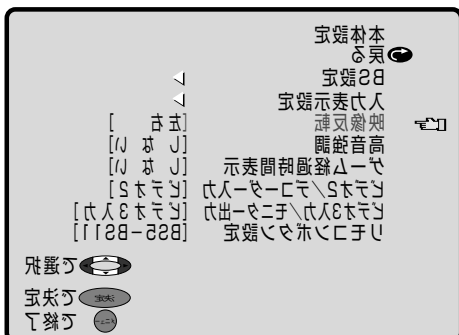 本体設定
戻る
BS設定
入力表示設定
映像反転 [左右]
高音強調 [しない]
ゲーム経過時間表示 [しない]
ビデオ2/デコーダー入力 [ビデオ2]
ビデオ3入力/モニター出力 [ビデオ3入力]
リモコンボタン設定 [BS5-BS11]
で選択
決定 で決定
メニュー で終了